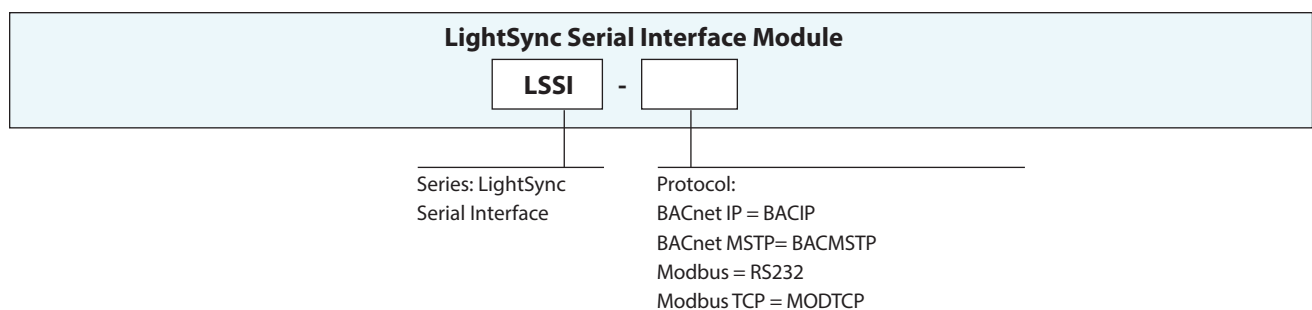 LightSync Serial Interface Module
LSSI -
Series: LightSync
Serial Interface
Protocol:
BACnet IP = BACIP
BACnet MSTP= BACMSTP
Modbus = RS232
Modbus TCP = MODTCP